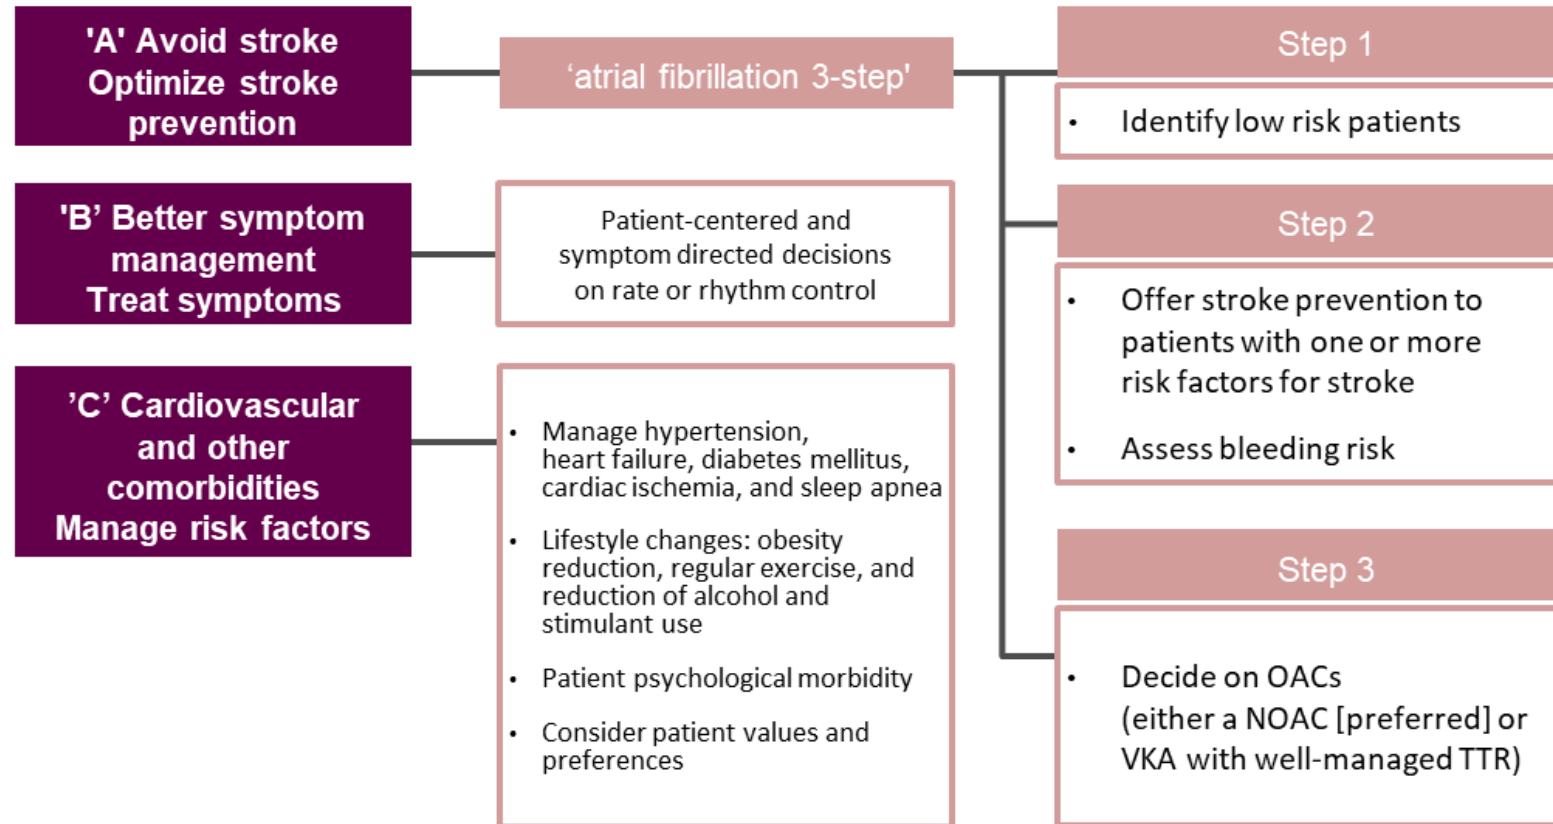 'A' Avoid stroke
Optimize stroke
prevention
‘atrial fibrillation 3-step'
Step 1
• Identify low risk patients
'B’ Better symptom
management
Treat symptoms
Patient-centered and
symptom directed decisions
on rate or rhythm control
Step 2
• Offer stroke prevention to
patients with one or more
risk factors for stroke
• Assess bleeding risk
’C’ Cardiovascular
and other
comorbidities
Manage risk factors
• Manage hypertension,
heart failure, diabetes mellitus,
cardiac ischemia, and sleep apnea
• Lifestyle changes: obesity
reduction, regular exercise, and
reduction of alcohol and
stimulant use
• Patient psychological morbidity
• Consider patient values and
preferences
Step 3
• Decide on OACs
(either a NOAC [preferred] or
VKA with well-managed TTR)